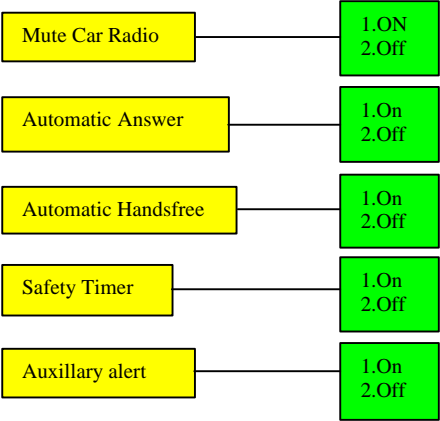 Mute Car Radio
1.ON
2.Off
Automatic Answer
1.On
2.Off
Automatic Handsfree
1.On
2.Off
Safety Timer
1.On
2.Off
Auxillary alert
1.On
2.Off